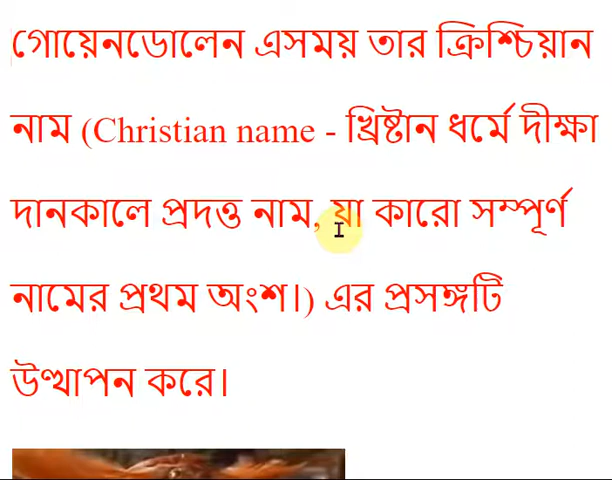 গোয়েনডোলেন এসময় তার ক্রিশ্চিয়ান
নাম (Christian name - খ্রিষ্টান ধর্মে দীক্ষা
দানকালে প্রদত্ত নাম, যা কারো সম্পূর্ণ
নামের প্রথম অংশ।) এর প্রসঙ্গটি
উত্থাপন করে।